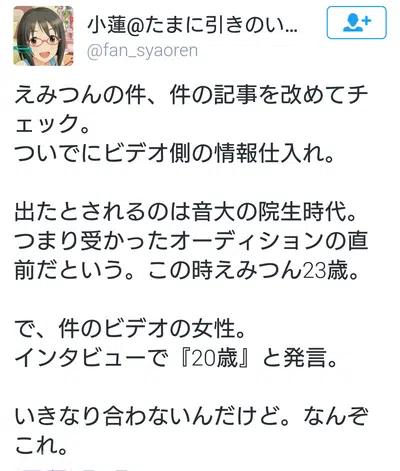 小蓮@たまに引きのい...
@fan_syaoren
えみつんの件、件の記事を改めてチ
ェック。
ついでにビデオ側の情報仕入れ。
出たとされるのは音大の院生時代。
つまり受かったオーディションの直
前だという。この時えみつん23歳。
で、件のビデオの女性。
インタビューで『20歳』と発言。
いきなり合わないんだけど。なんぞ
これ。